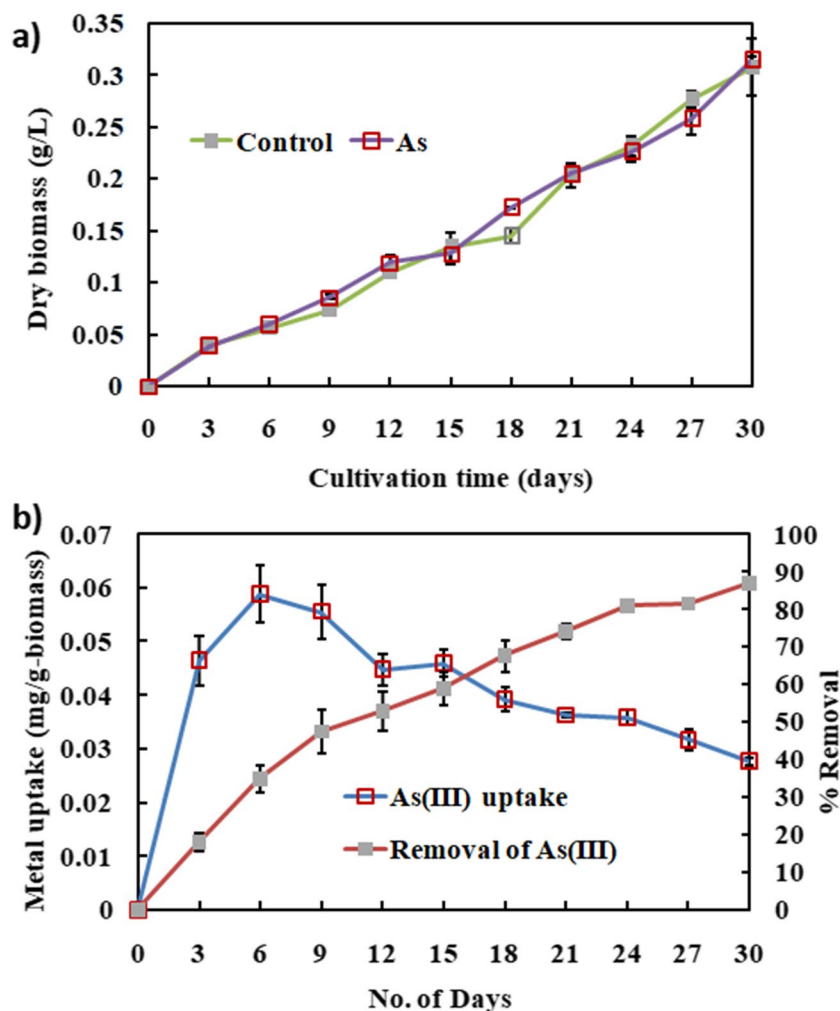 a)
Dry biomass (g/L)
0.35
0.3
0.25
0.2
0.15
0.1
0.05
0
Control
As
0 3 6 9 12 15 18 21 24 27 30
Cultivation time (days)
b)
Metal uptake (mg/g-biomass)
0.07
0.06
0.05
0.04
0.03
0.02
0.01
0
As(III) uptake
Removal of As(III)
100
90
80
70
60
50
40
30
20
10
0
% Removal
0 3 6 9 12 15 18 21 24 27 30
No. of Days